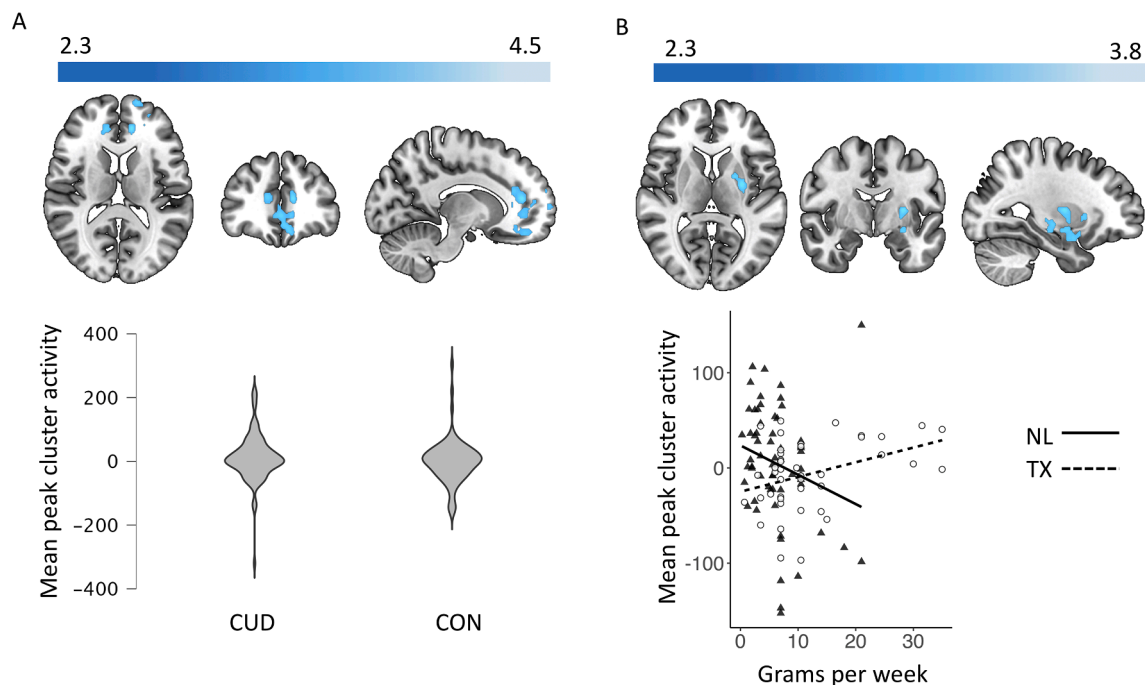 A
2.3 4.5
Mean peak cluster activity
400
200
0
−200
−400
CUD CON
B
2.3 3.8
Mean peak cluster activity
100
0
-100
0 10 20 30
Grams per week
NL
TX